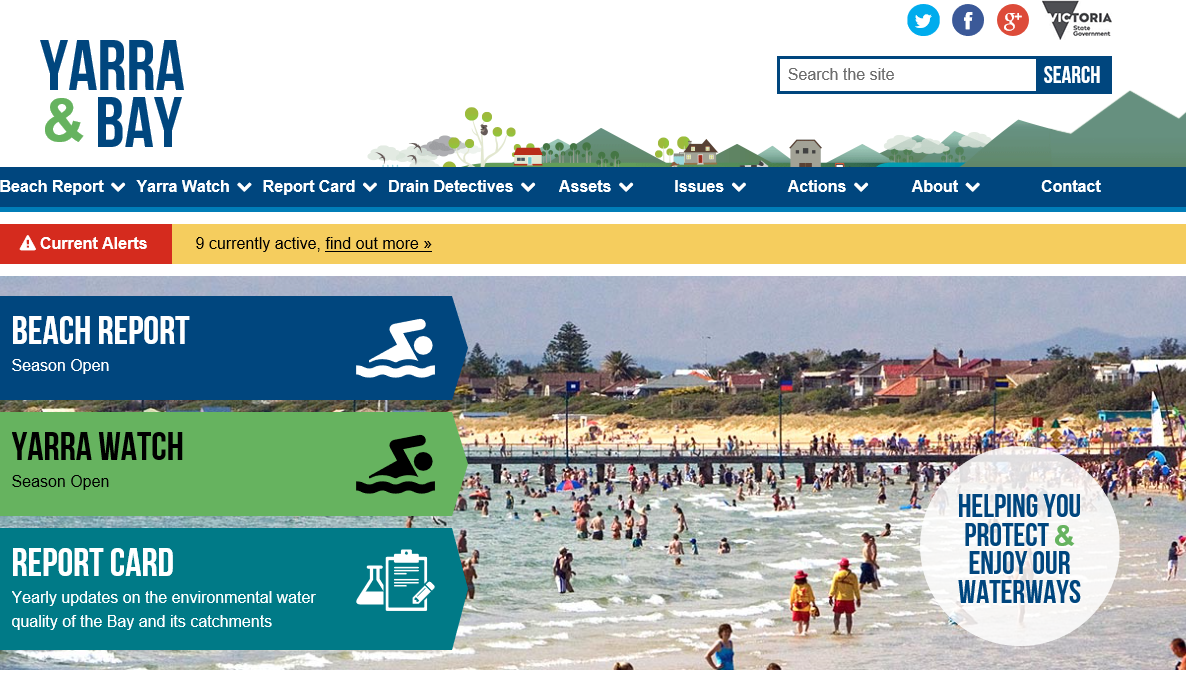 YARRA
& BAY
f
g+
VICTORIA
State
Government
Search the site
SEARCH
Beach Report
Yarra Watch
Report Card
Drain Detectives
Assets
Issues
Actions
About
Contact
Current Alerts
9 currently active, find out more »
BEACH REPORT
Season Open
YARRA WATCH
Season Open
REPORT CARD
Yearly updates on the environmental water
quality of the Bay and its catchments
HELPING YOU
PROTECT &
ENJOY OUR
WATERWAYS